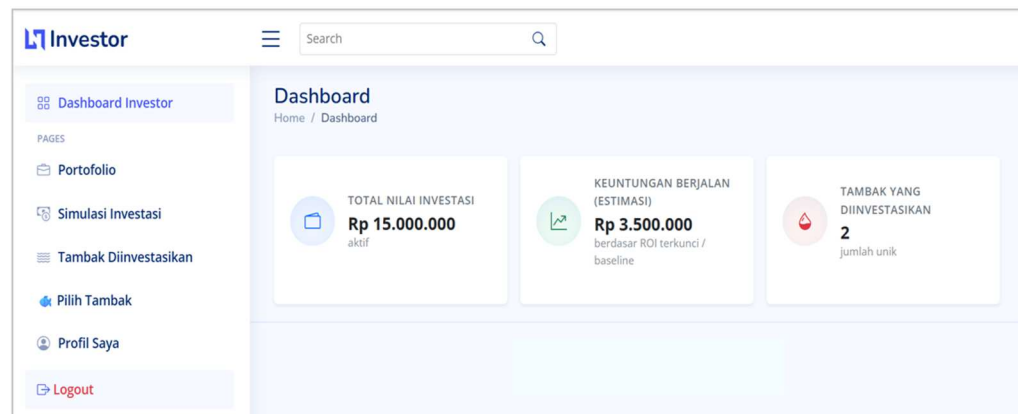 Investor
Search
Dashboard Investor
PAGES
Portofolio
Simulasi Investasi
Tambak Diinvestasikan
Pilih Tambak
Profil Saya
Logout
Dashboard
Home / Dashboard
TOTAL NILAI INVESTASI
Rp 15.000.000
aktif
KEUNTUNGAN BERJALAN
(ESTIMASI)
Rp 3.500.000
berdasar ROI terkunci /
baseline
TAMBAK YANG
DIINVESTASIKAN
2
jumlah unik